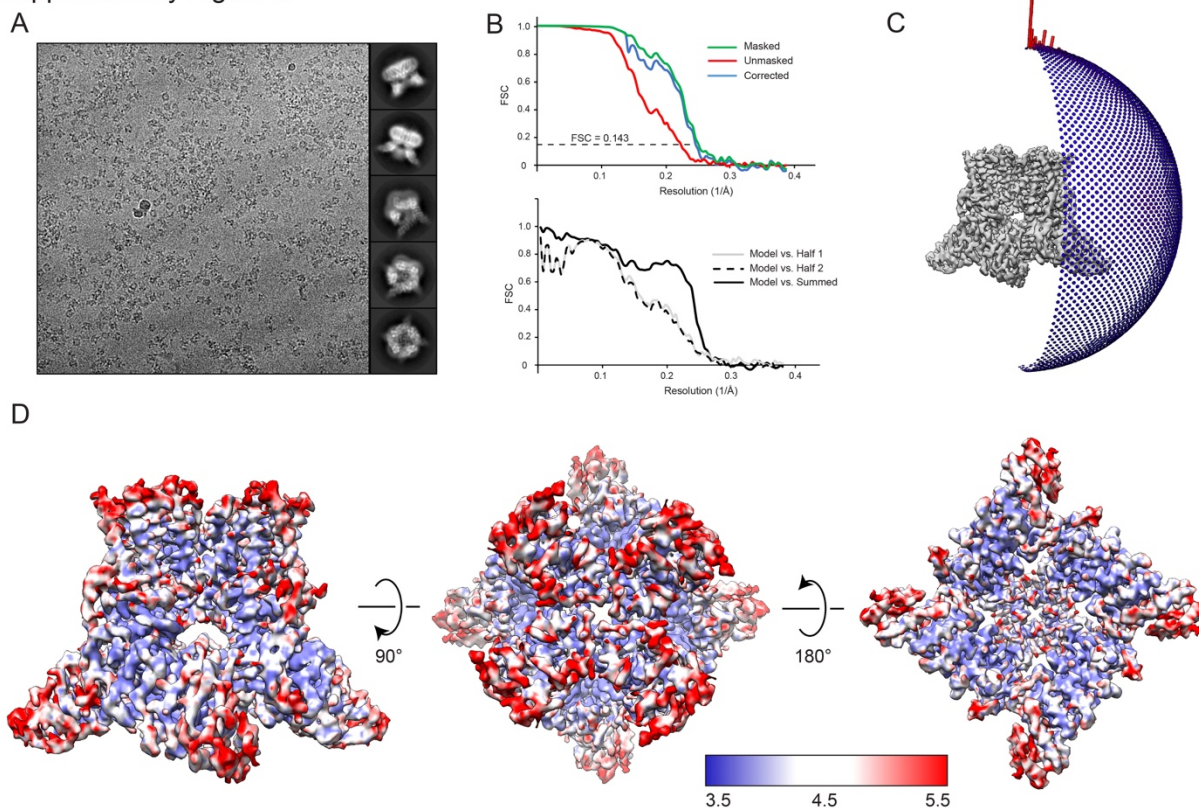 A
B
C
1.0
0.8
0.6
0.4
0.2
0
FSC
Masked
Unmasked
Corrected
FSC = 0.143
0.1 0.2 0.3 0.4
Resolution (1/Å)
1.0
0.8
0.6
0.4
0.2
0
FSC
Model vs. Half 1
Model vs. Half 2
Model vs. Summed
0.1 0.2 0.3 0.4
Resolution (1/Å)
D
90°
180°
3.5 4.5 5.5